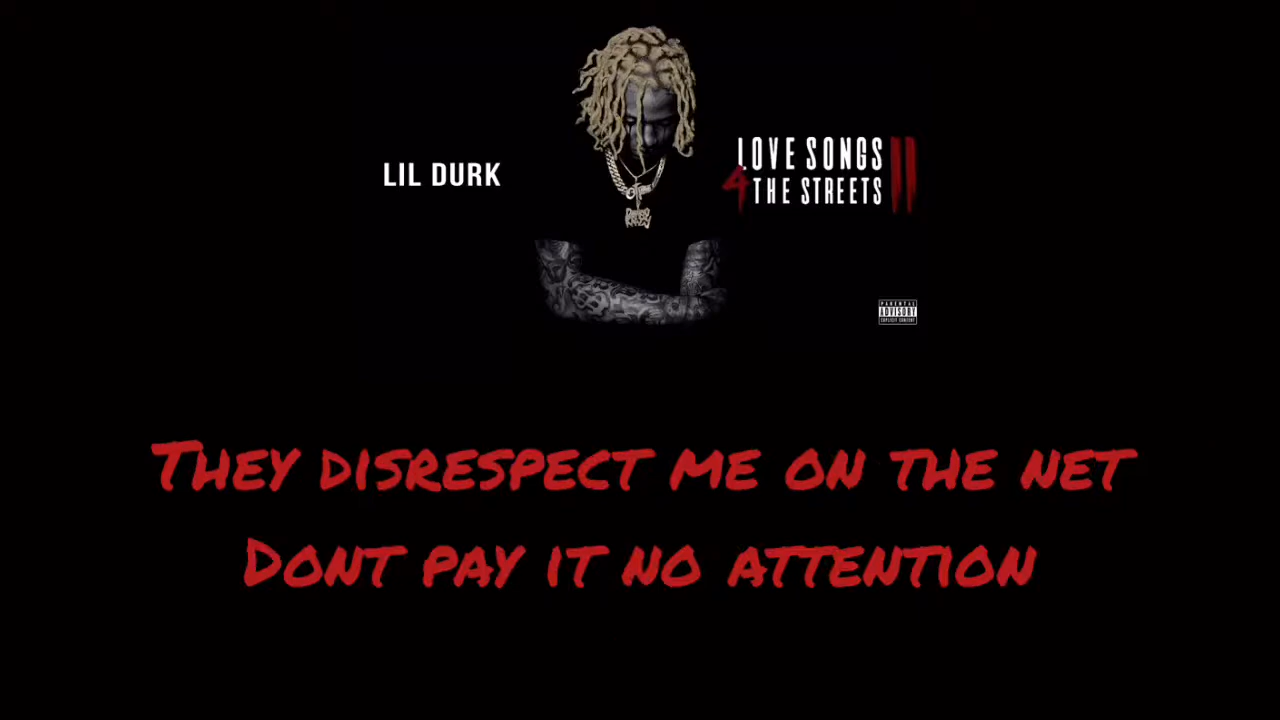 LIL DURK
LOVE SONGS II
4 THE STREETS
PARENTAL
ADVISORY
EXPLICIT CONTENT
THEY DISRESPECT ME ON THE NET
DONT PAY IT NO ATTENTION